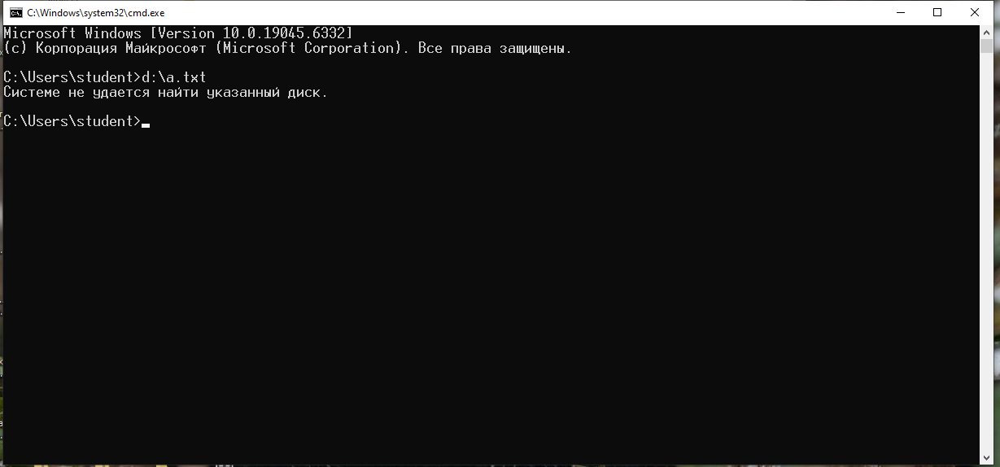 C:\Windows\system32\cmd.exe
Microsoft Windows [Version 10.0.19045.6332]
(c) Корпорация Майкрософт (Microsoft Corporation). Все права защищены.
C:\Users\student>d:\a.txt
Системе не удается найти указанный диск.
C:\Users\student>